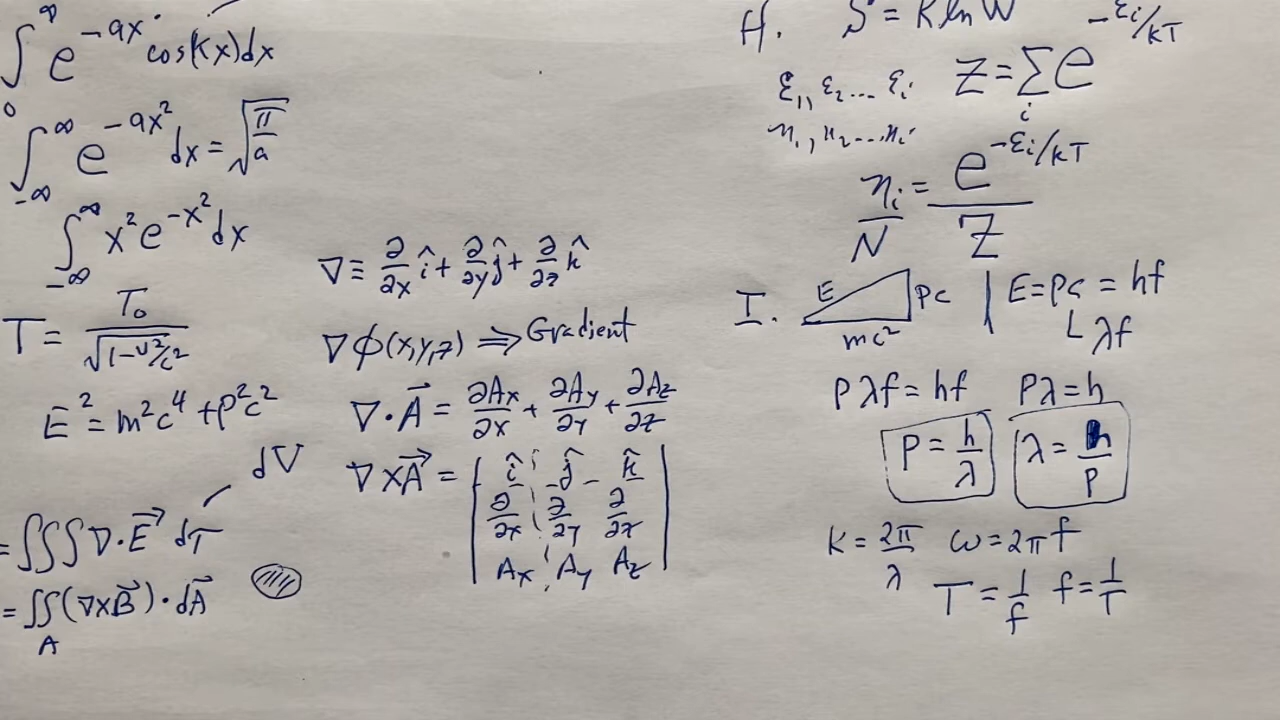 ∫₀^∞ e^{-ax} cos(kx)dx
∫_{-∞}^{∞} e^{-ax²} dx = √(π/a)
∫_{-∞}^{∞} x² e^{-x²} dx
T = T₀/√(1-v²/c²)
E² = m²c⁴ + p²c²
dV
= ∭ ∇·E⃗ dτ
= ∬_A (∇×B⃗)·dA⃗
∇ ≡ ∂/∂x î + ∂/∂y ĵ + ∂/∂z k̂
∇ϕ(x,y,z) ⇒ Gradient
∇·A⃗ = ∂Ax/∂x + ∂Ay/∂y + ∂Az/∂z
∇×A⃗ = | î ĵ k̂
∂/∂x ∂/∂y ∂/∂z
Ax Ay Az |
H. S = k ln W
ε₁, ε₂ ... εᵢ Z = Σᵢ e^{-εᵢ/kT}
n₁, n₂ ... nᵢ
nᵢ/N = e^{-εᵢ/kT}/Z
I. E pc mc² | E = pc = hf
λf
Pλf = hf Pλ = h
P = h/λ λ = h/P
K = 2π/λ ω = 2πf
T = 1/f f = 1/T